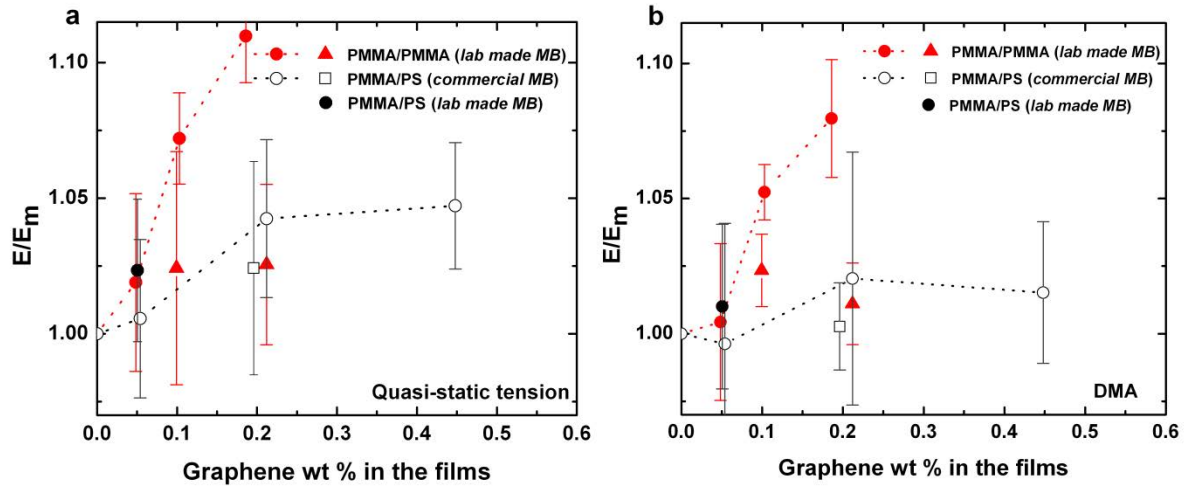 a
PMMA/PMMA (lab made MB)
PMMA/PS (commercial MB)
PMMA/PS (lab made MB)
1.10
1.05
1.00
E/Em
Quasi-static tension
0.0 0.1 0.2 0.3 0.4 0.5 0.6
Graphene wt % in the films
b
PMMA/PMMA (lab made MB)
PMMA/PS (commercial MB)
PMMA/PS (lab made MB)
1.10
1.05
1.00
E/Em
DMA
0.0 0.1 0.2 0.3 0.4 0.5 0.6
Graphene wt % in the films